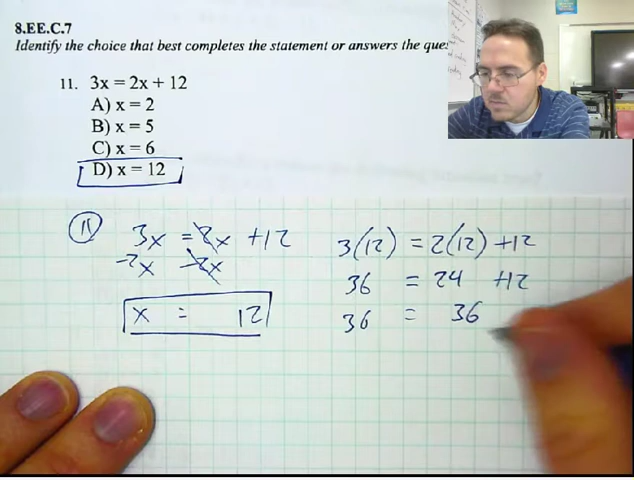 8.EE.C.7
Identify the choice that best completes the statement or answers the ques
11. 3x = 2x + 12
A) x = 2
B) x = 5
C) x = 6
D) x = 12
11 3x = 2x + 12
-2x -2x
x = 12
3(12) = 2(12) + 12
36 = 24 + 12
36 = 36